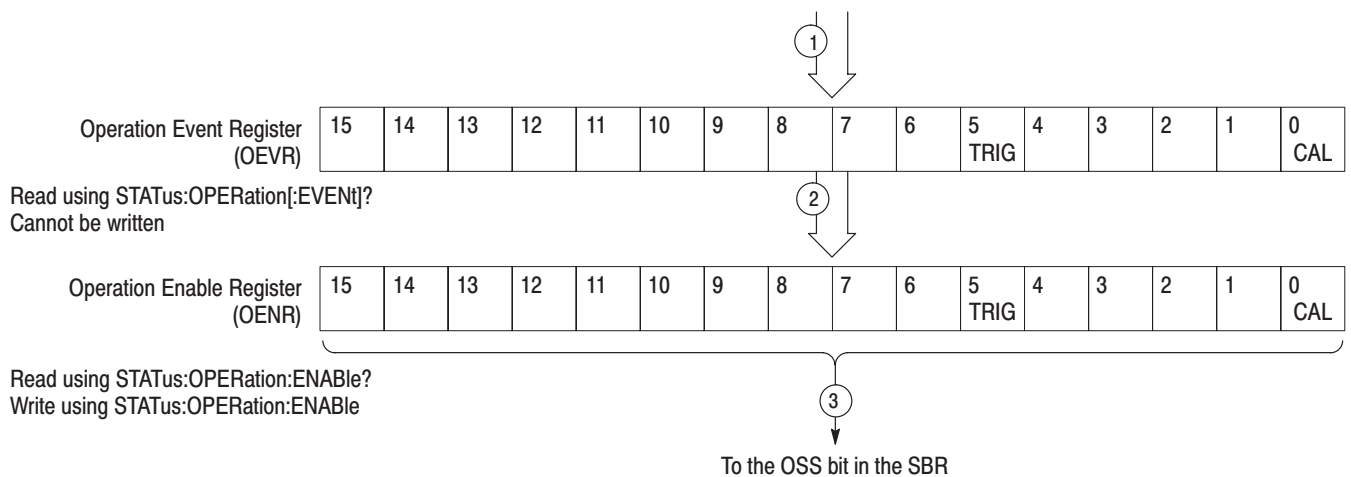 1
Operation Event Register
(OEVR)
15 14 13 12 11 10 9 8 7 6 5 4 3 2 1 0
TRIG CAL
Read using STATus:OPERation[:EVENt]?
Cannot be written
2
Operation Enable Register
(OENR)
15 14 13 12 11 10 9 8 7 6 5 4 3 2 1 0
TRIG CAL
Read using STATus:OPERation:ENABle?
Write using STATus:OPERation:ENABle
3
To the OSS bit in the SBR